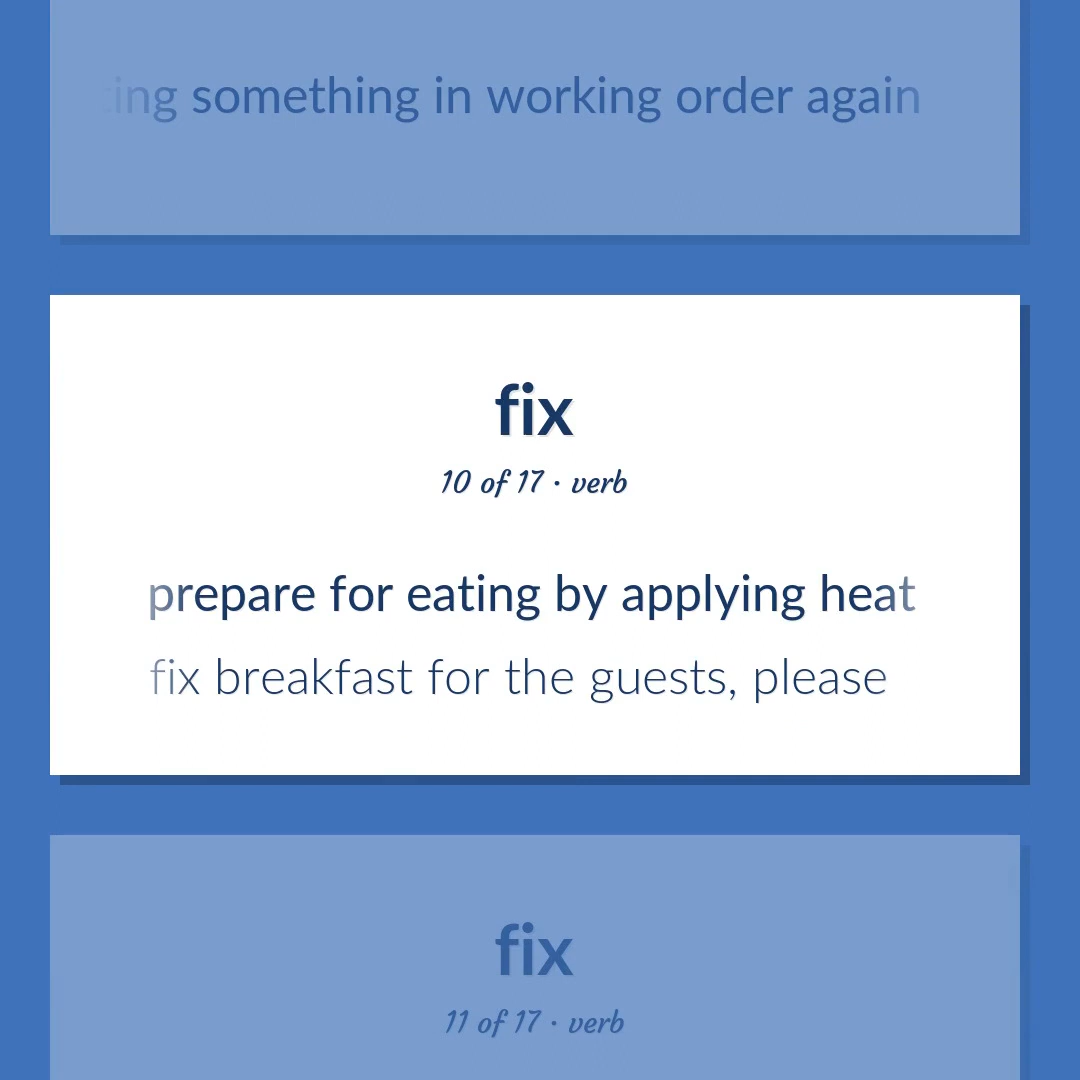 something in working order again
fix
10 of 17 · verb
prepare for eating by applying heat
fix breakfast for the guests, please
fix
11 of 17 · verb